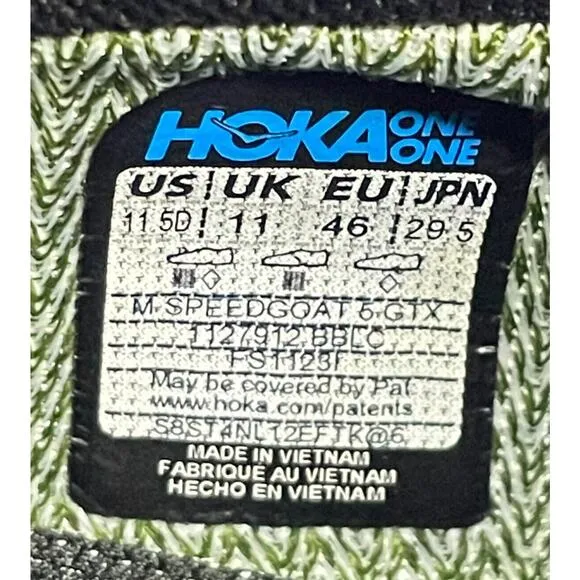 HOKA ONE ONE
US UK EU JPN
11.5D 11 46 29.5
M SPEEDGOAT 5 GTX
1127912 BBLC
FS1123I
May be covered by Pat
www.hoka.com/patents
S8ST4NL12EFTK@6
MADE IN VIETNAM
FABRIQUÉ AU VIETNAM
HECHO EN VIETNAM